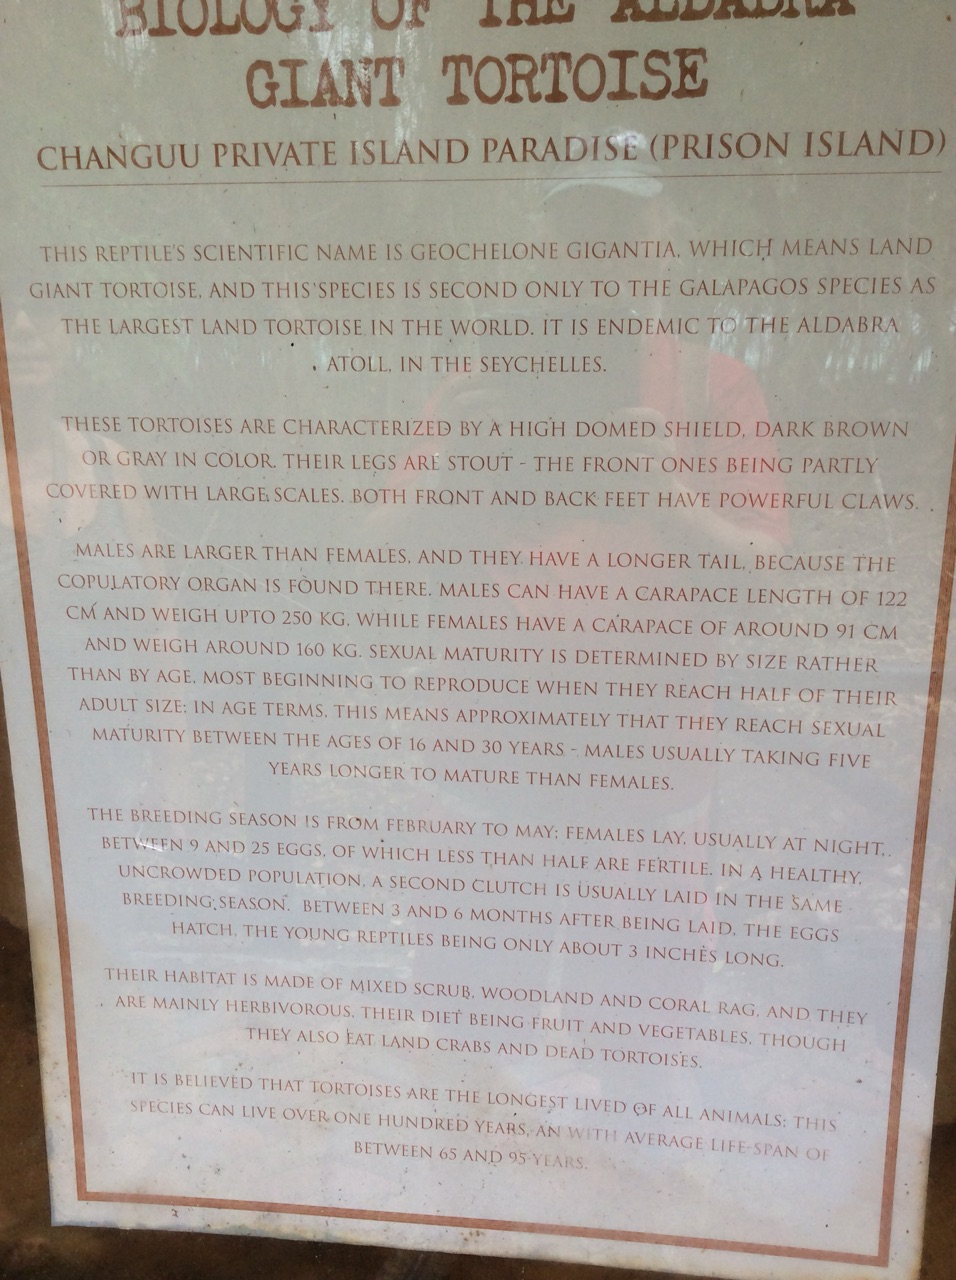 BIOLOGY OF THE ALDABRA
GIANT TORTOISE
CHANGUU PRIVATE ISLAND PARADISE (PRISON ISLAND)
THIS REPTILE'S SCIENTIFIC NAME IS GEOCHELONE GIGANTIA, WHICH MEANS LAND
GIANT TORTOISE, AND THIS SPECIES IS SECOND ONLY TO THE GALAPAGOS SPECIES AS
THE LARGEST LAND TORTOISE IN THE WORLD. IT IS ENDEMIC TO THE ALDABRA
ATOLL, IN THE SEYCHELLES.
THESE TORTOISES ARE CHARACTERIZED BY A HIGH DOMED SHIELD, DARK BROWN
OR GRAY IN COLOR. THEIR LEGS ARE STOUT - THE FRONT ONES BEING PARTLY
COVERED WITH LARGE SCALES. BOTH FRONT AND BACK FEET HAVE POWERFUL CLAWS.
MALES ARE LARGER THAN FEMALES, AND THEY HAVE A LONGER TAIL, BECAUSE THE
COPULATORY ORGAN IS FOUND THERE. MALES CAN HAVE A CARAPACE LENGTH OF 122
CM AND WEIGH UPTO 250 KG, WHILE FEMALES HAVE A CARAPACE OF AROUND 91 CM
AND WEIGH AROUND 160 KG. SEXUAL MATURITY IS DETERMINED BY SIZE RATHER
THAN BY AGE, MOST BEGINNING TO REPRODUCE WHEN THEY REACH HALF OF THEIR
ADULT SIZE; IN AGE TERMS, THIS MEANS APPROXIMATELY THAT THEY REACH SEXUAL
MATURITY BETWEEN THE AGES OF 16 AND 30 YEARS - MALES USUALLY TAKING FIVE
YEARS LONGER TO MATURE THAN FEMALES.
THE BREEDING SEASON IS FROM FEBRUARY TO MAY; FEMALES LAY, USUALLY AT NIGHT,
BETWEEN 9 AND 25 EGGS, OF WHICH LESS THAN HALF ARE FERTILE. IN A HEALTHY,
UNCROWDED POPULATION, A SECOND CLUTCH IS USUALLY LAID IN THE SAME
BREEDING SEASON. BETWEEN 3 AND 6 MONTHS AFTER BEING LAID, THE EGGS
HATCH, THE YOUNG REPTILES BEING ONLY ABOUT 3 INCHES LONG.
THEIR HABITAT IS MADE OF MIXED SCRUB, WOODLAND AND CORAL RAG, AND THEY
ARE MAINLY HERBIVOROUS, THEIR DIET BEING FRUIT AND VEGETABLES, THOUGH
THEY ALSO EAT LAND CRABS AND DEAD TORTOISES.
IT IS BELIEVED THAT TORTOISES ARE THE LONGEST LIVED OF ALL ANIMALS; THIS
SPECIES CAN LIVE OVER ONE HUNDRED YEARS, AN WITH AVERAGE LIFE-SPAN OF
BETWEEN 65 AND 95 YEARS.